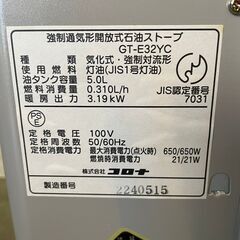 強制通気形開放式石油ストーブ
GT-E32YC
種類 気化式・強制対流形
使用燃料 灯油(JIS1号灯油)
油タンク容量 5.0L
燃料消費量 0.310L/h
暖房出力 3.19kW
JIS認定番号
7031
PS
E
定格電圧 100V
定格周波数 50/60Hz
定格消費電力 最大消費電力(点火時) 650/650W
燃焼時消費電力 21/21W
株式会社コロナ
製造番号 2240515